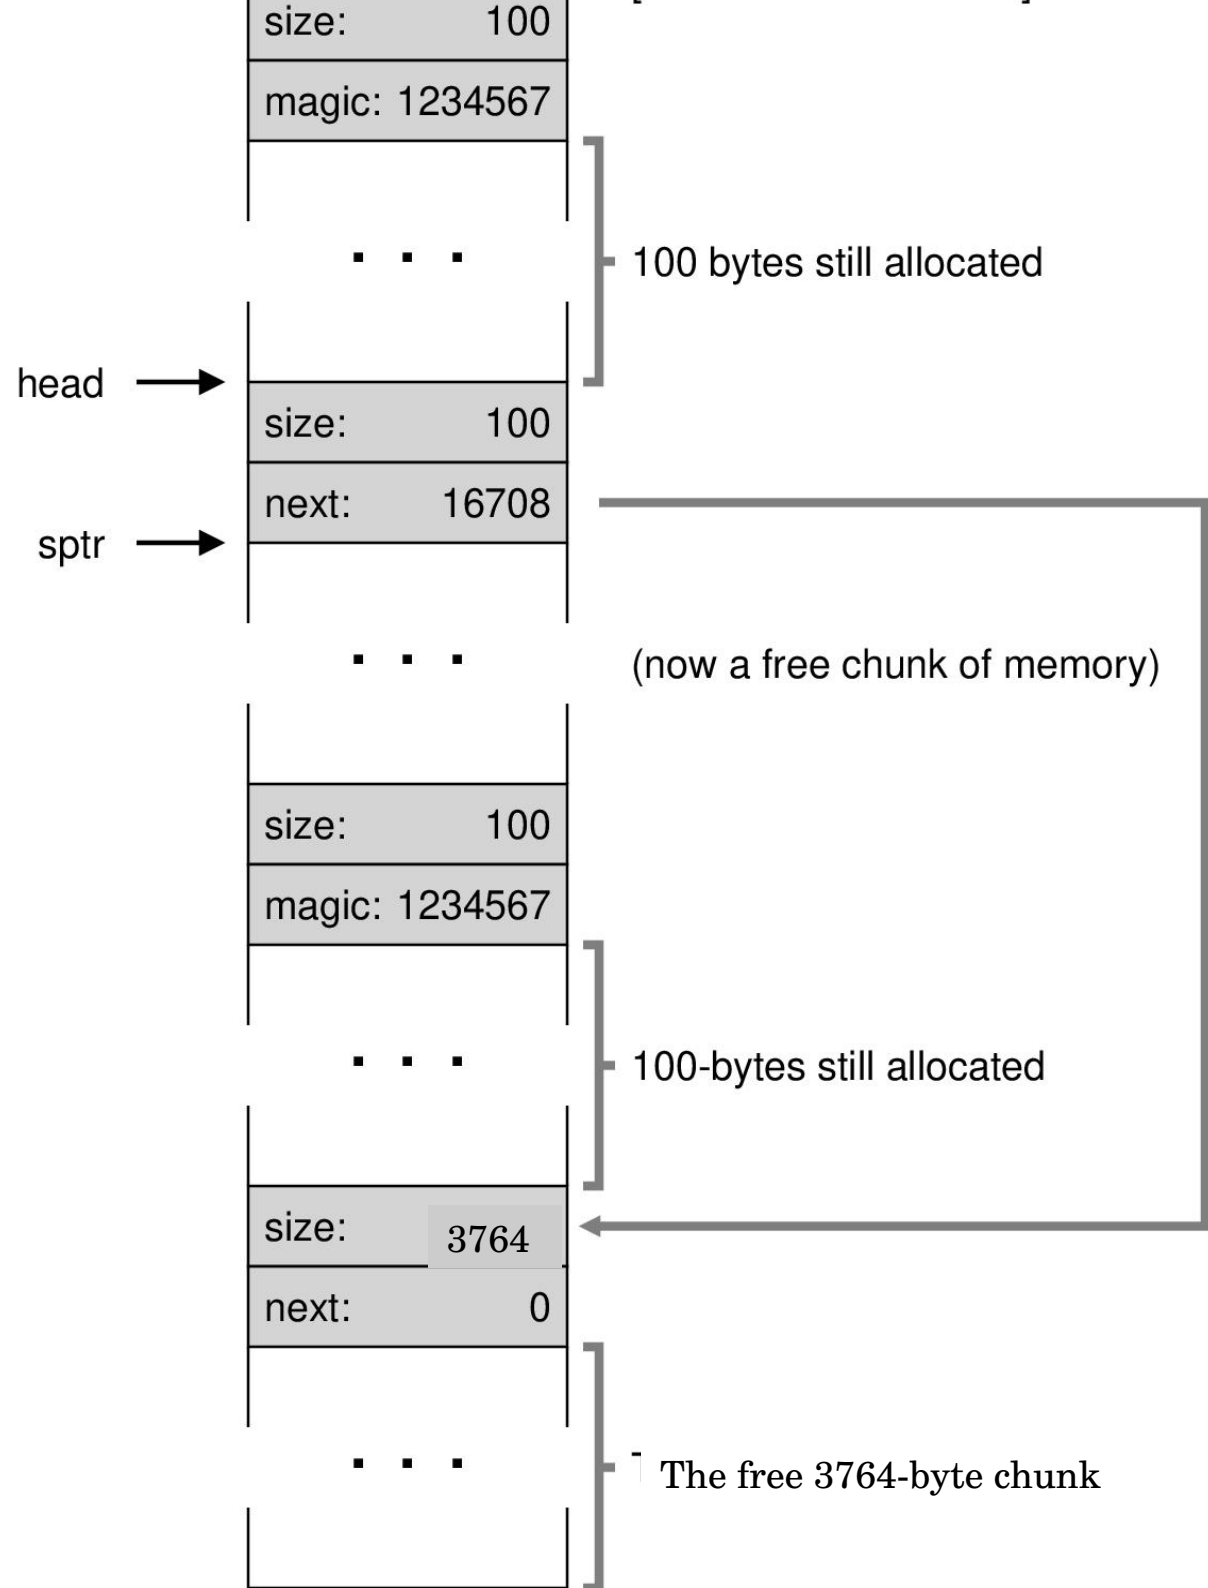 size: 100
magic: 1234567
. . .
100 bytes still allocated
head
size: 100
next: 16708
sptr
. . .
(now a free chunk of memory)
size: 100
magic: 1234567
. . .
100-bytes still allocated
size: 3764
next: 0
. . .
The free 3764-byte chunk